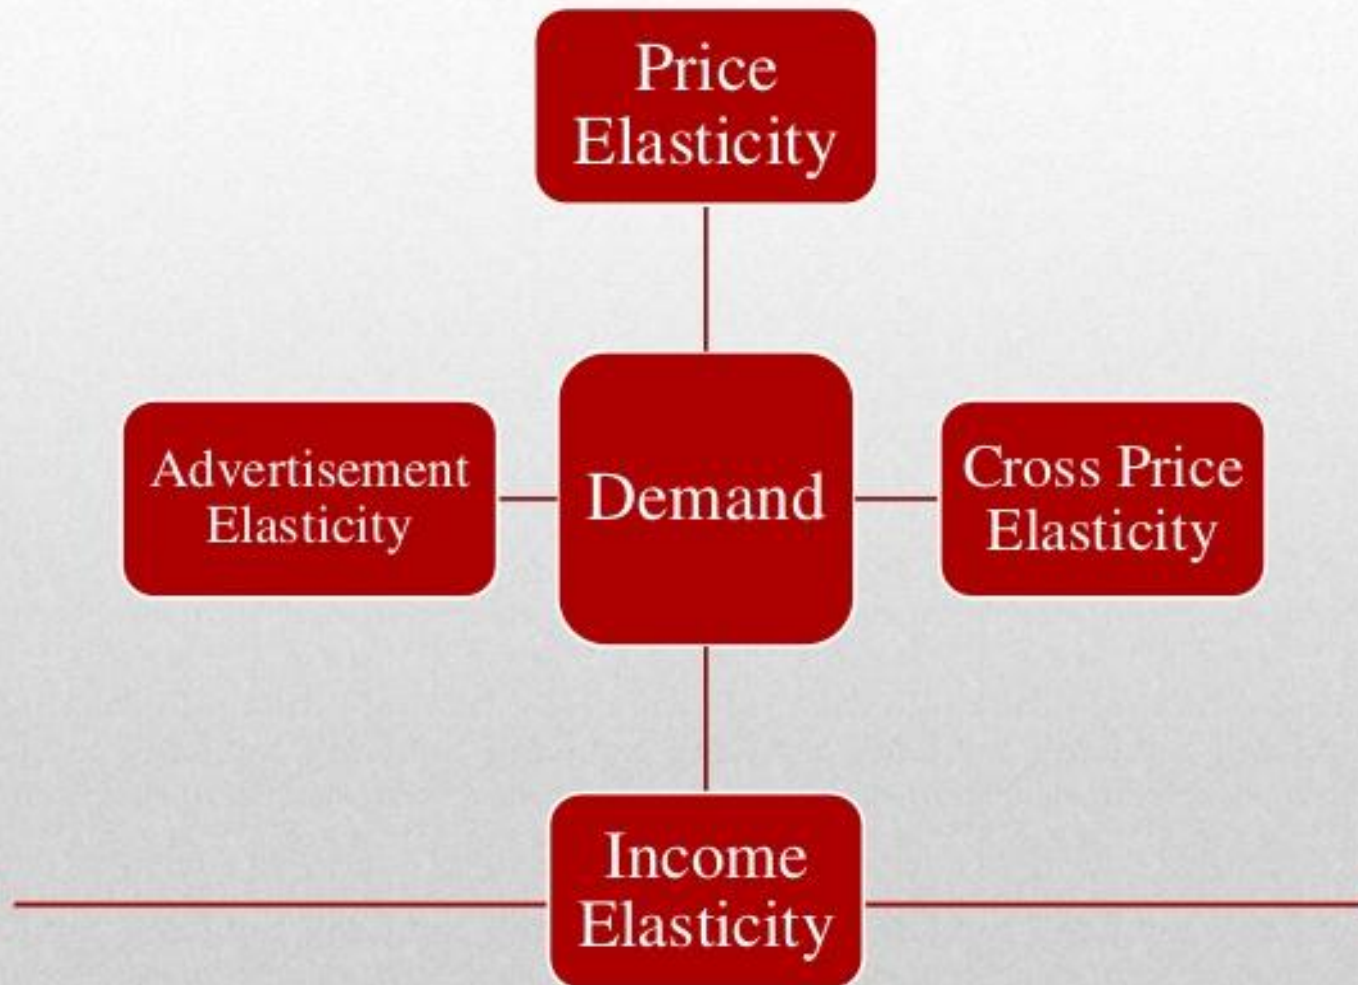 Price
Elasticity
Advertisement
Elasticity
Demand
Cross Price
Elasticity
Income
Elasticity